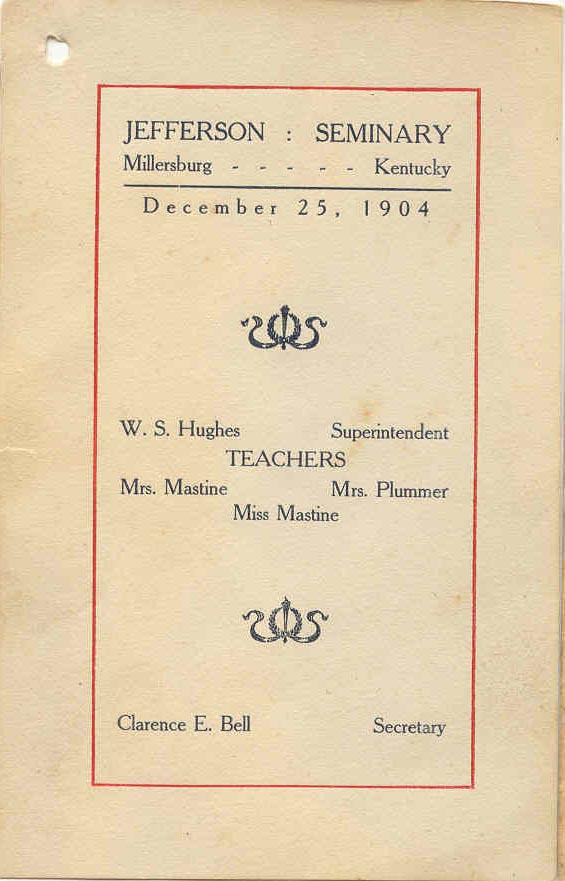 JEFFERSON : SEMINARY
Millersburg - - - - - Kentucky
December 25, 1904
W. S. Hughes Superintendent
TEACHERS
Mrs. Mastine Mrs. Plummer
Miss Mastine
Clarence E. Bell Secretary